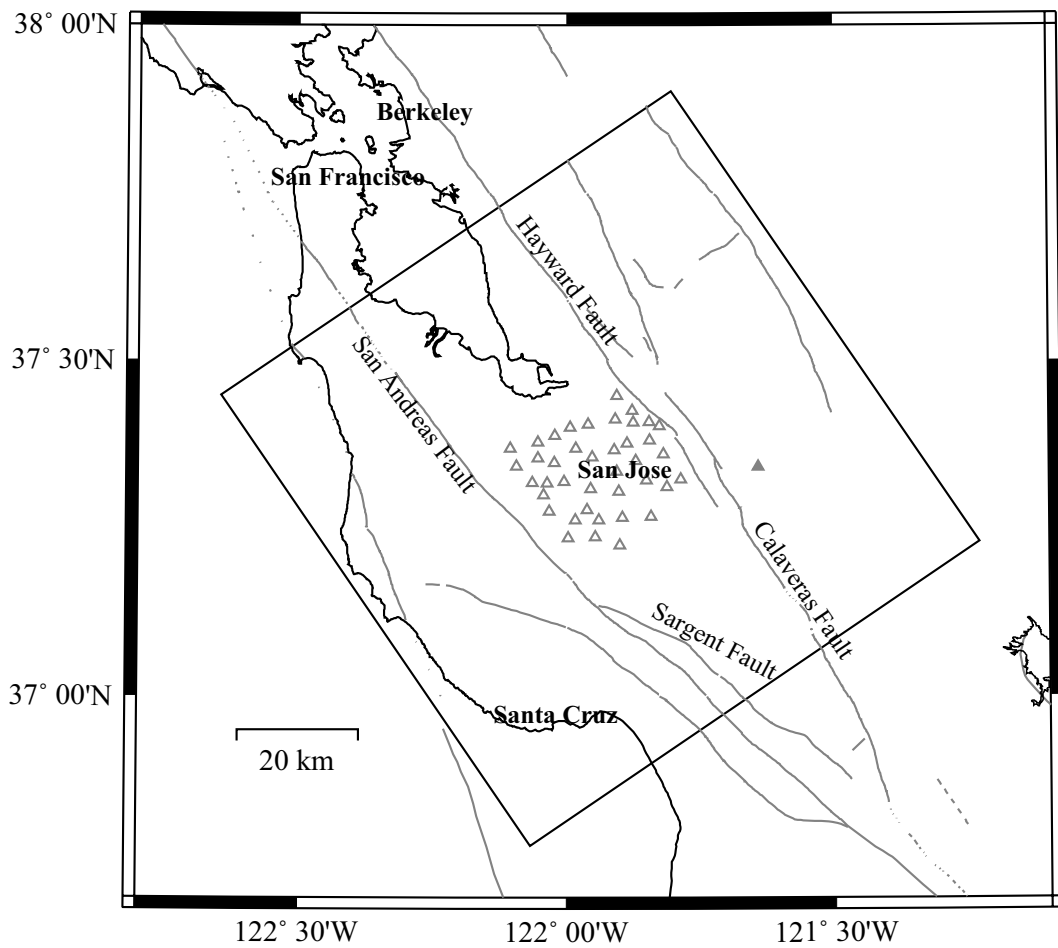 38° 00'N
Berkeley
San Francisco
Hayward Fault
37° 30'N
San Andreas Fault
San Jose
Calaveras Fault
Sargent Fault
37° 00'N
Santa Cruz
20 km
122° 30'W
122° 00'W
121° 30'W